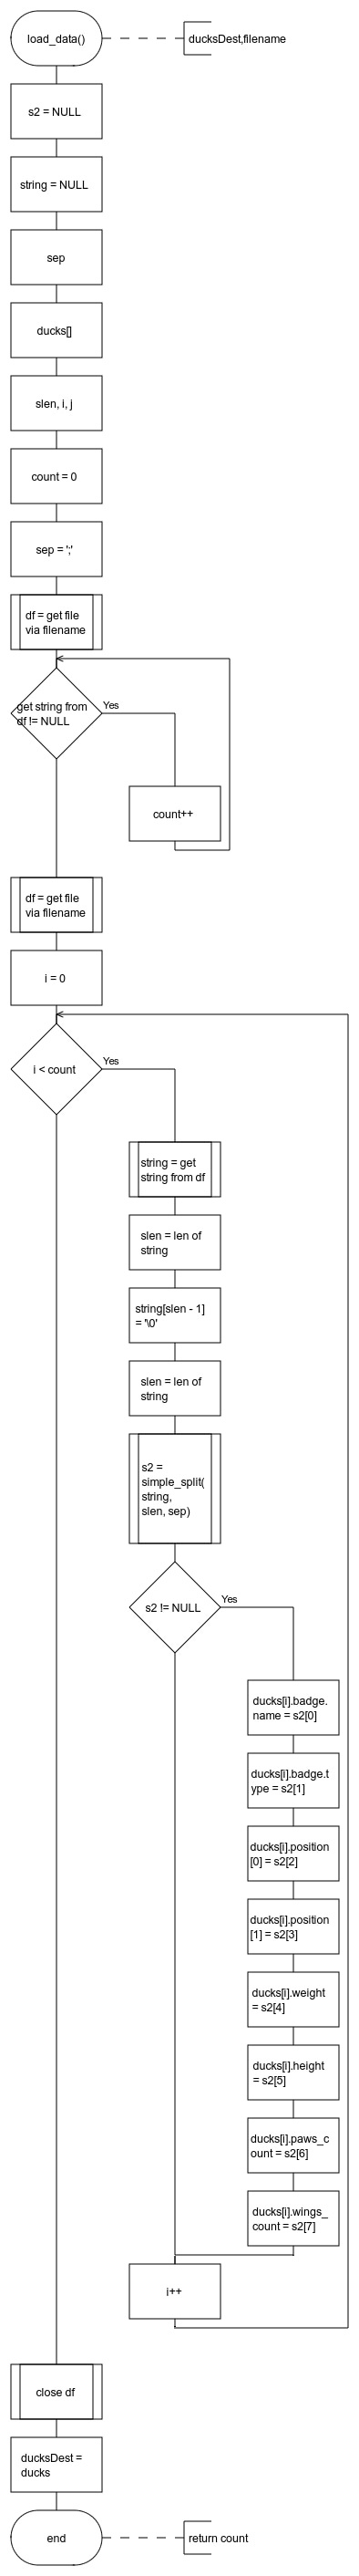 load_data()
ducksDest,filename
s2 = NULL
string = NULL
sep
ducks[]
slen, i, j
count = 0
sep = ';'
df = get file
via filename
get string from
df != NULL
Yes
count++
df = get file
via filename
i = 0
i < count
Yes
string = get
string from df
slen = len of
string
string[slen - 1]
= '\0'
slen = len of
string
s2 =
simple_split(
string,
slen, sep)
s2 != NULL
Yes
ducks[i].badge.
name = s2[0]
ducks[i].badge.t
ype = s2[1]
ducks[i].position
[0] = s2[2]
ducks[i].position
[1] = s2[3]
ducks[i].weight
= s2[4]
ducks[i].height
= s2[5]
ducks[i].paws_c
ount = s2[6]
ducks[i].wings_
count = s2[7]
i++
close df
ducksDest =
ducks
end
return count